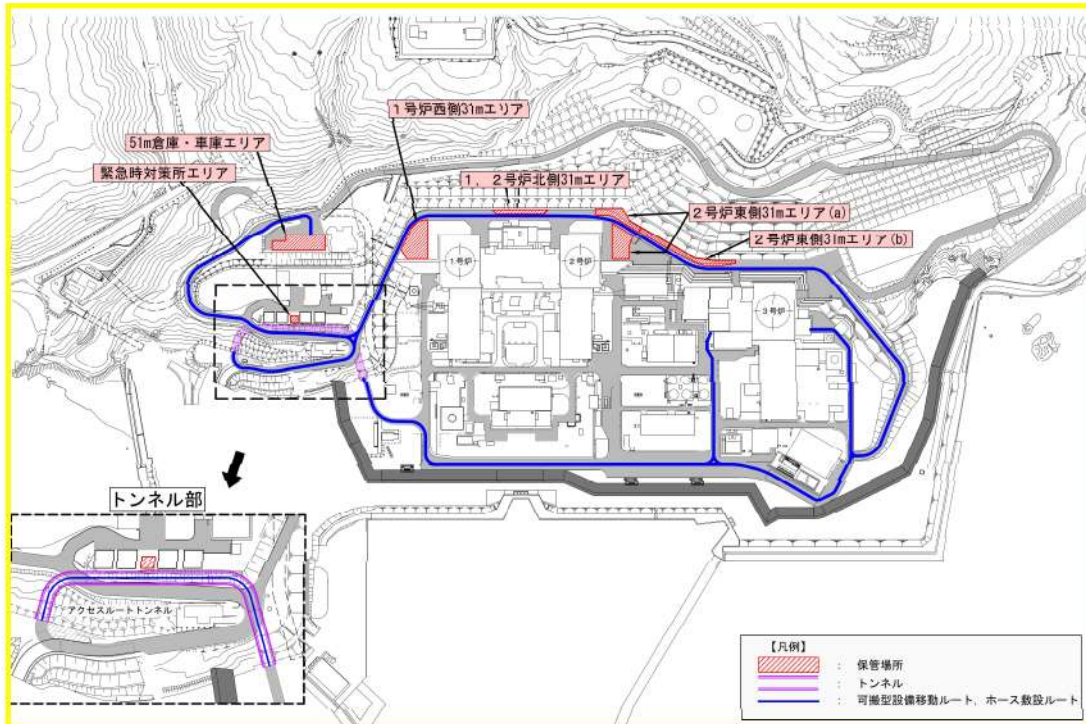 1号炉西側31mエリア
51m倉庫・車庫エリア
緊急時対策所エリア
1,2号炉北側31mエリア
2号炉東側31mエリア(a)
2号炉東側31mエリア(b)
1号炉
2号炉
3号炉
トンネル部
アクセスルートトンネル
【凡例】
: 保管場所
: トンネル
: 可搬型設備移動ルート，ホース敷設ルート